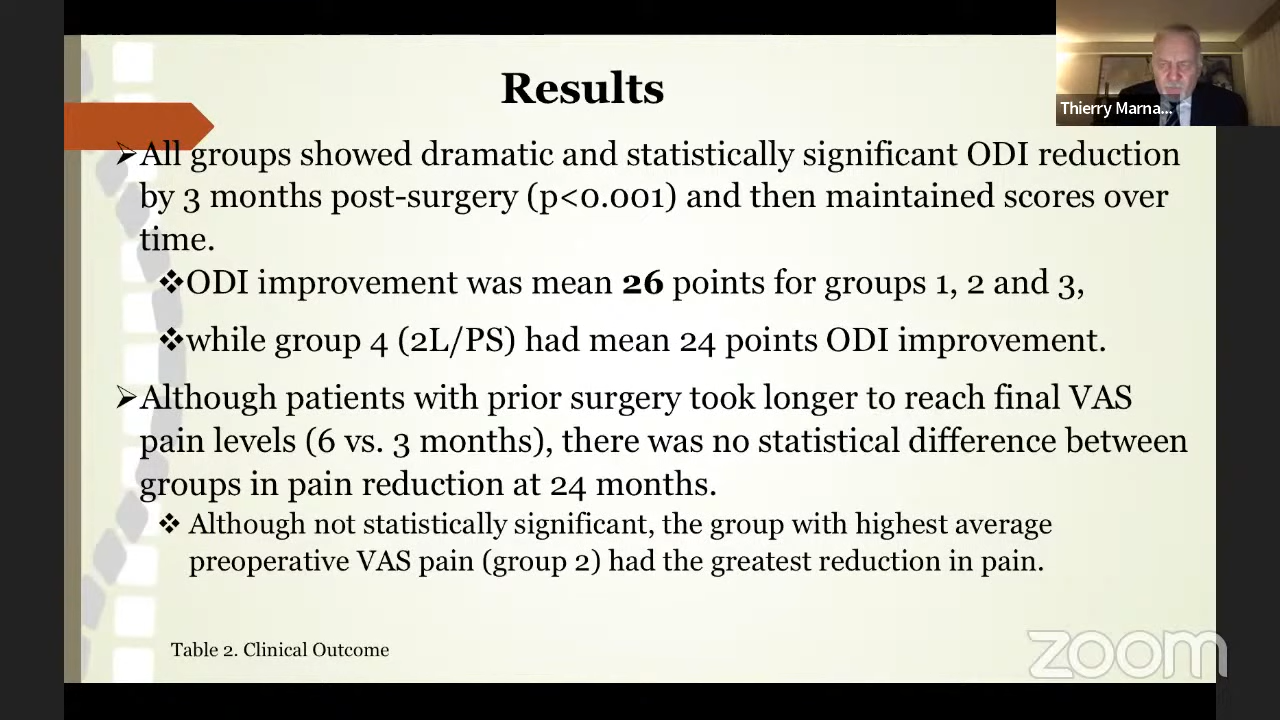 Results
Thierry Marna...
➢All groups showed dramatic and statistically significant ODI reduction
by 3 months post-surgery (p<0.001) and then maintained scores over
time.
❖ODI improvement was mean 26 points for groups 1, 2 and 3,
❖while group 4 (2L/PS) had mean 24 points ODI improvement.
➢Although patients with prior surgery took longer to reach final VAS
pain levels (6 vs. 3 months), there was no statistical difference between
groups in pain reduction at 24 months.
❖ Although not statistically significant, the group with highest average
preoperative VAS pain (group 2) had the greatest reduction in pain.
Table 2. Clinical Outcome
zoom